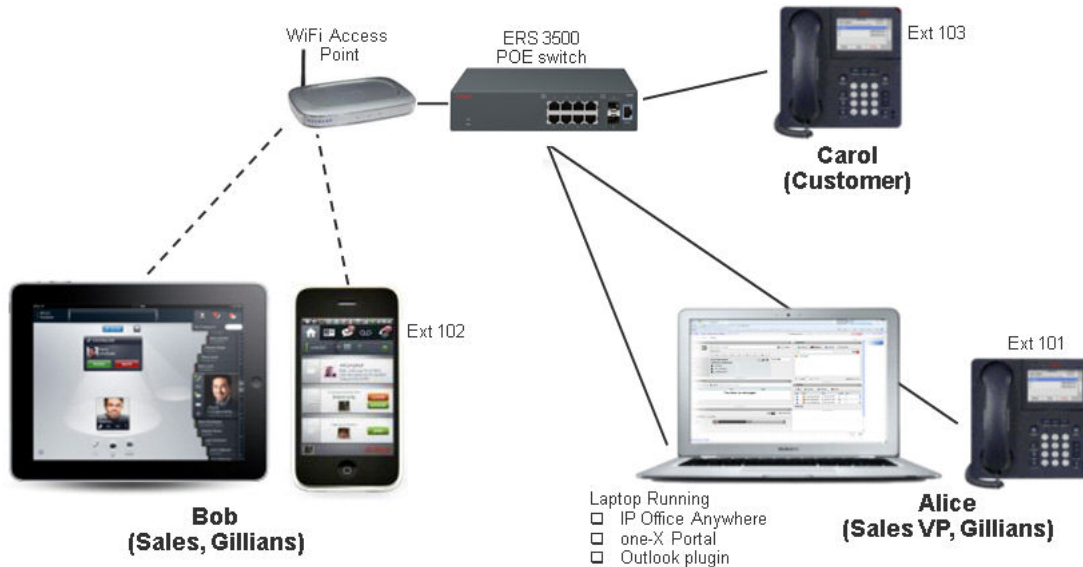 WiFi Access
Point
ERS 3500
POE switch
Ext 103
Carol
(Customer)
Ext 102
Ext 101
Bob
(Sales, Gillians)
Laptop Running
IP Office Anywhere
one-X Portal
Outlook plugin
Alice
(Sales VP, Gillians)